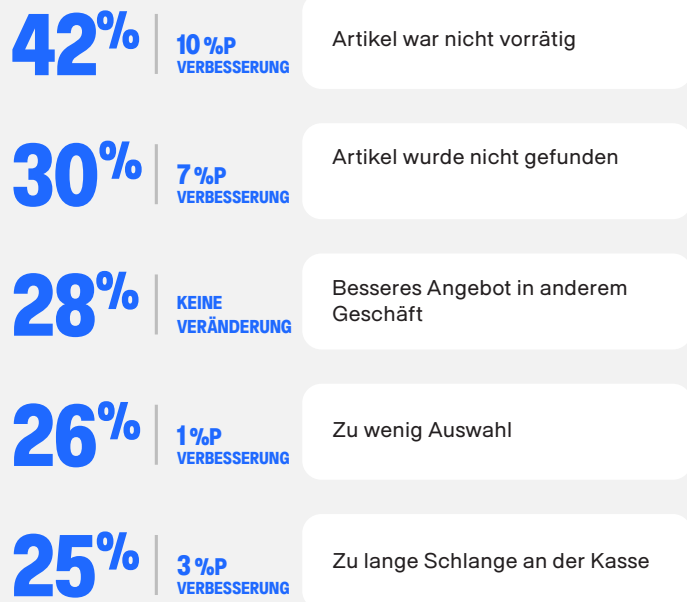 42%
10 %P
VERBESSERUNG
Artikel war nicht vorrätig
30%
7 %P
VERBESSERUNG
Artikel wurde nicht gefunden
28%
KEINE
VERÄNDERUNG
Besseres Angebot in anderem
Geschäft
26%
1 %P
VERBESSERUNG
Zu wenig Auswahl
25%
3 %P
VERBESSERUNG
Zu lange Schlange an der Kasse